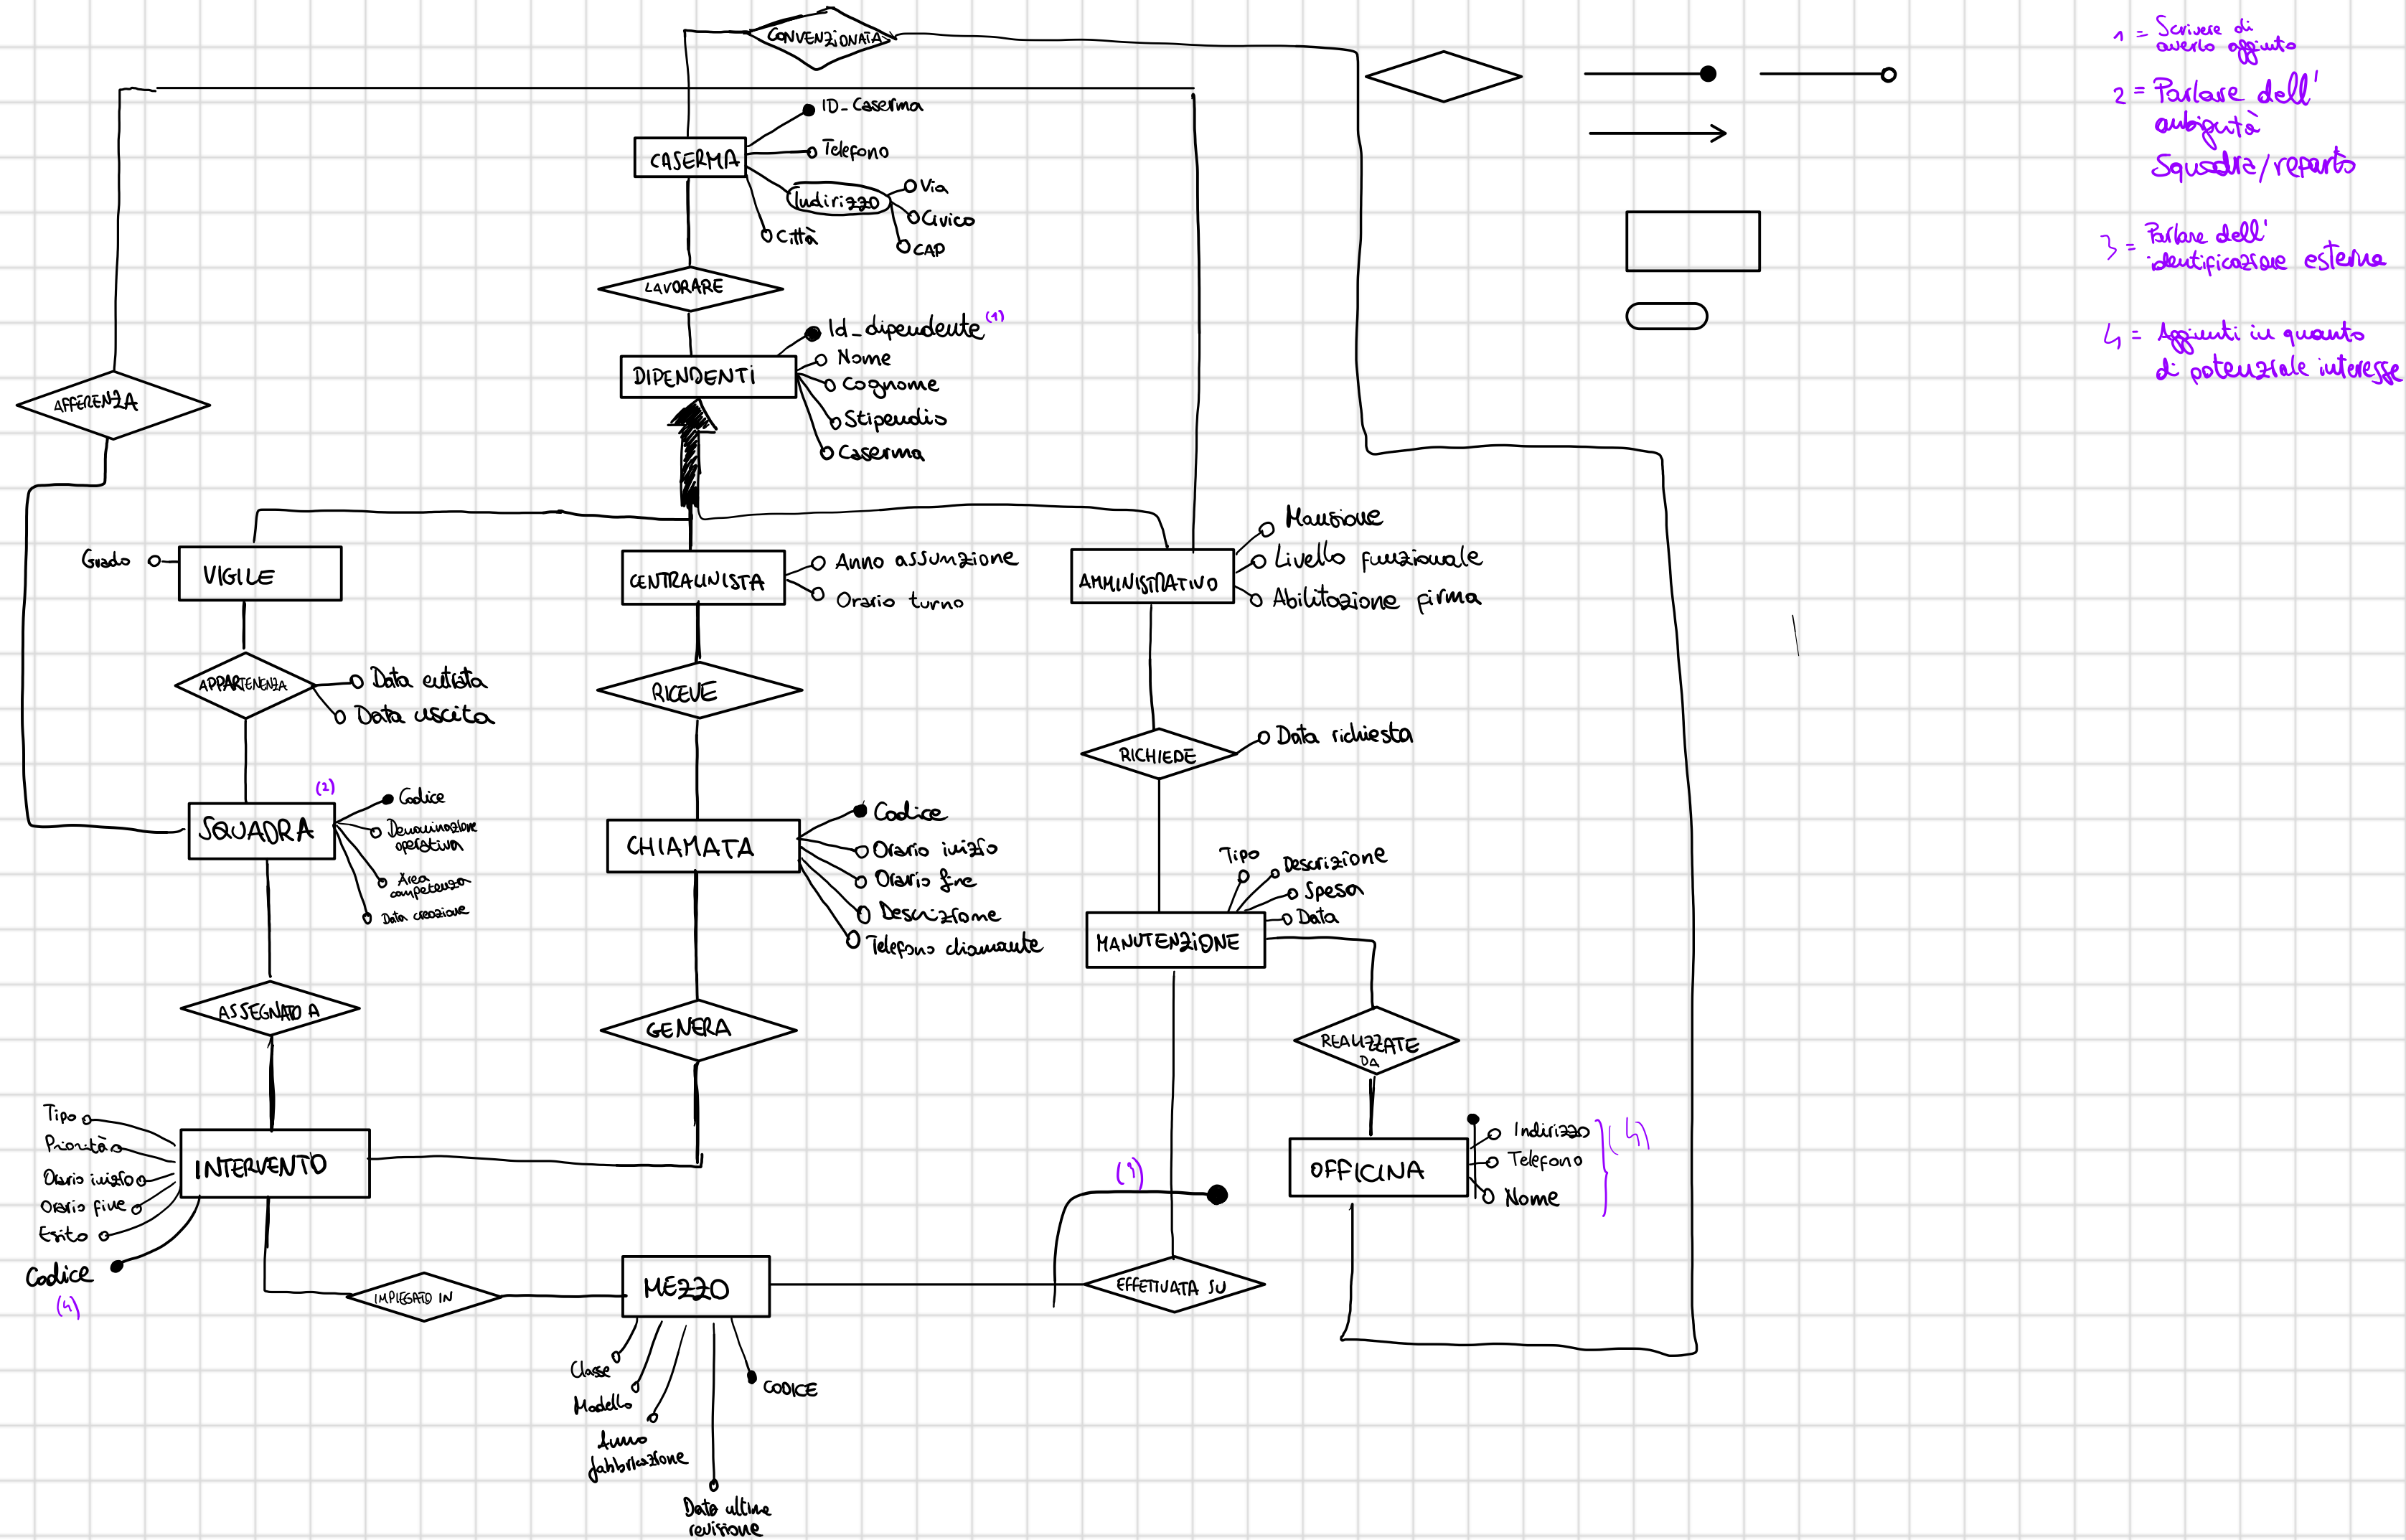 CONVENZIONATA
1 = Scrivere di
averlo aggiunto
2 = Parlare dell'
ambiguità
Squadra/reparto
3 = Parlare dell'
identificazione esterna
4 = Aggiunti in quanto
di potenziale interesse
CASERMA
ID_Caserma
Telefono
Indirizzo
Via
Civico
CAP
Città
LAVORARE
DIPENDENTI
Id_dipendente (1)
Nome
Cognome
Stipendio
Caserma
AFFERENZA
Grado
VIGILE
CENTRALINISTA
Anno assunzione
Orario turno
AMMINISTRATIVO
Mansione
Livello funzionale
Abilitazione firma
APPARTENENZA
Data entrata
Data uscita
RICEVE
RICHIEDE
Data richiesta
(2)
SQUADRA
Codice
Denominazione
operativa
Area
competenza
Data creazione
CHIAMATA
Codice
Orario inizio
Orario fine
Descrizione
Telefono chiamante
MANUTENZIONE
Tipo
Descrizione
Spesa
Data
ASSEGNATO A
GENERA
REALIZZATE
DA
Tipo
Priorità
Orario inizio
Orario fine
Esito
Codice
(4)
INTERVENTO
OFFICINA
Indirizzo
Telefono
Nome
(4)
IMPIEGATO IN
MEZZO
EFFETTUATA SU
Classe
Modello
Anno
fabbricazione
Data ultima
revisione
CODICE